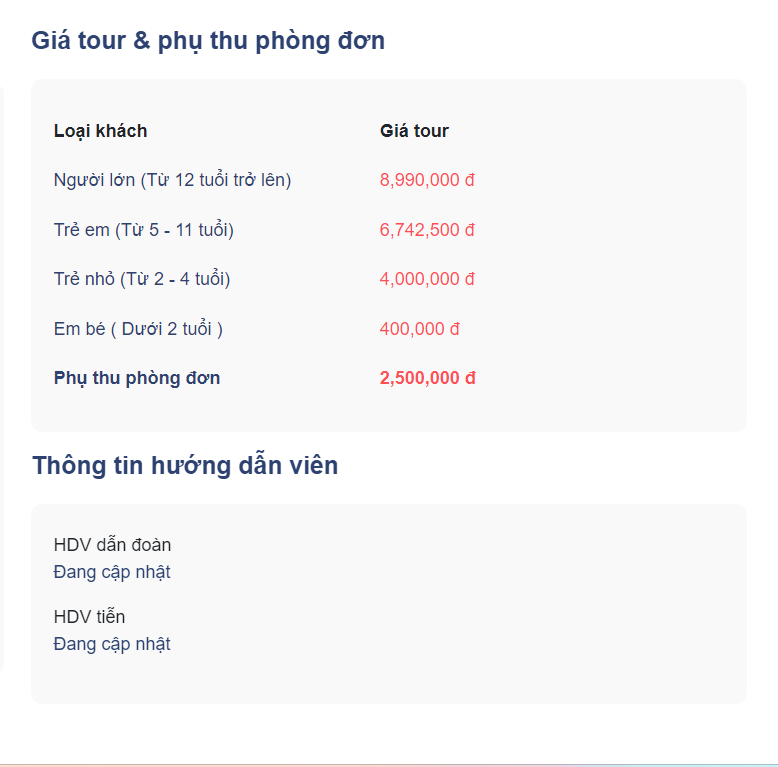 Giá tour & phụ thu phòng đơn
Loại khách Giá tour
Người lớn (Từ 12 tuổi trở lên) 8,990,000 đ
Trẻ em (Từ 5 - 11 tuổi) 6,742,500 đ
Trẻ nhỏ (Từ 2 - 4 tuổi) 4,000,000 đ
Em bé ( Dưới 2 tuổi ) 400,000 đ
Phụ thu phòng đơn 2,500,000 đ
Thông tin hướng dẫn viên
HDV dẫn đoàn
Đang cập nhật
HDV tiễn
Đang cập nhật